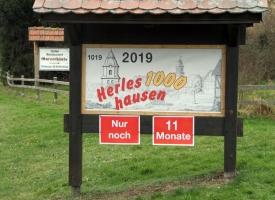 1019
2019
1000
Herles
hausen
Nur
noch
11
Monate